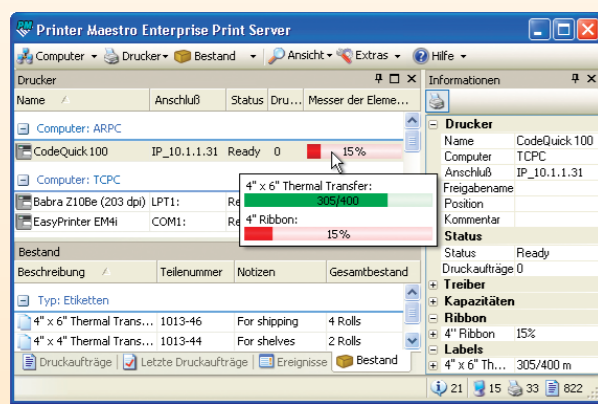 PM Printer Maestro Enterprise Print Server
Computer Drucker Bestand Ansicht Extras Hilfe
Drucker
Name Anschluß Status Dru... Messer der Eleme...
Computer: ARPC
CodeQuick 100 IP_10.1.1.31 Ready 0 15%
Computer: TCPC
Babra Z10Be (203 dpi) LPT1: Re
EasyPrinter EM4i COM1: Re
4" x 6" Thermal Transfer:
305/400
4" Ribbon:
15%
Bestand
Beschreibung Teilenummer Notizen Gesamtbestand
Typ: Etiketten
4" x 6" Thermal Trans... 1013-46 For shipping 4 Rolls
4" x 4" Thermal Trans... 1013-44 For shelves 2 Rolls
Druckaufträge Letzte Druckaufträge Ereignisse Bestand
Informationen
Drucker
Name CodeQuick 100
Computer TCPC
Anschluß IP_10.1.1.31
Freigabename
Position
Kommentar
Status
Status Ready
Druckaufträge 0
Treiber
Kapazitäten
Ribbon
4" Ribbon 15%
Labels
4" x 6" Th... 305/400 m
21 15 33 822